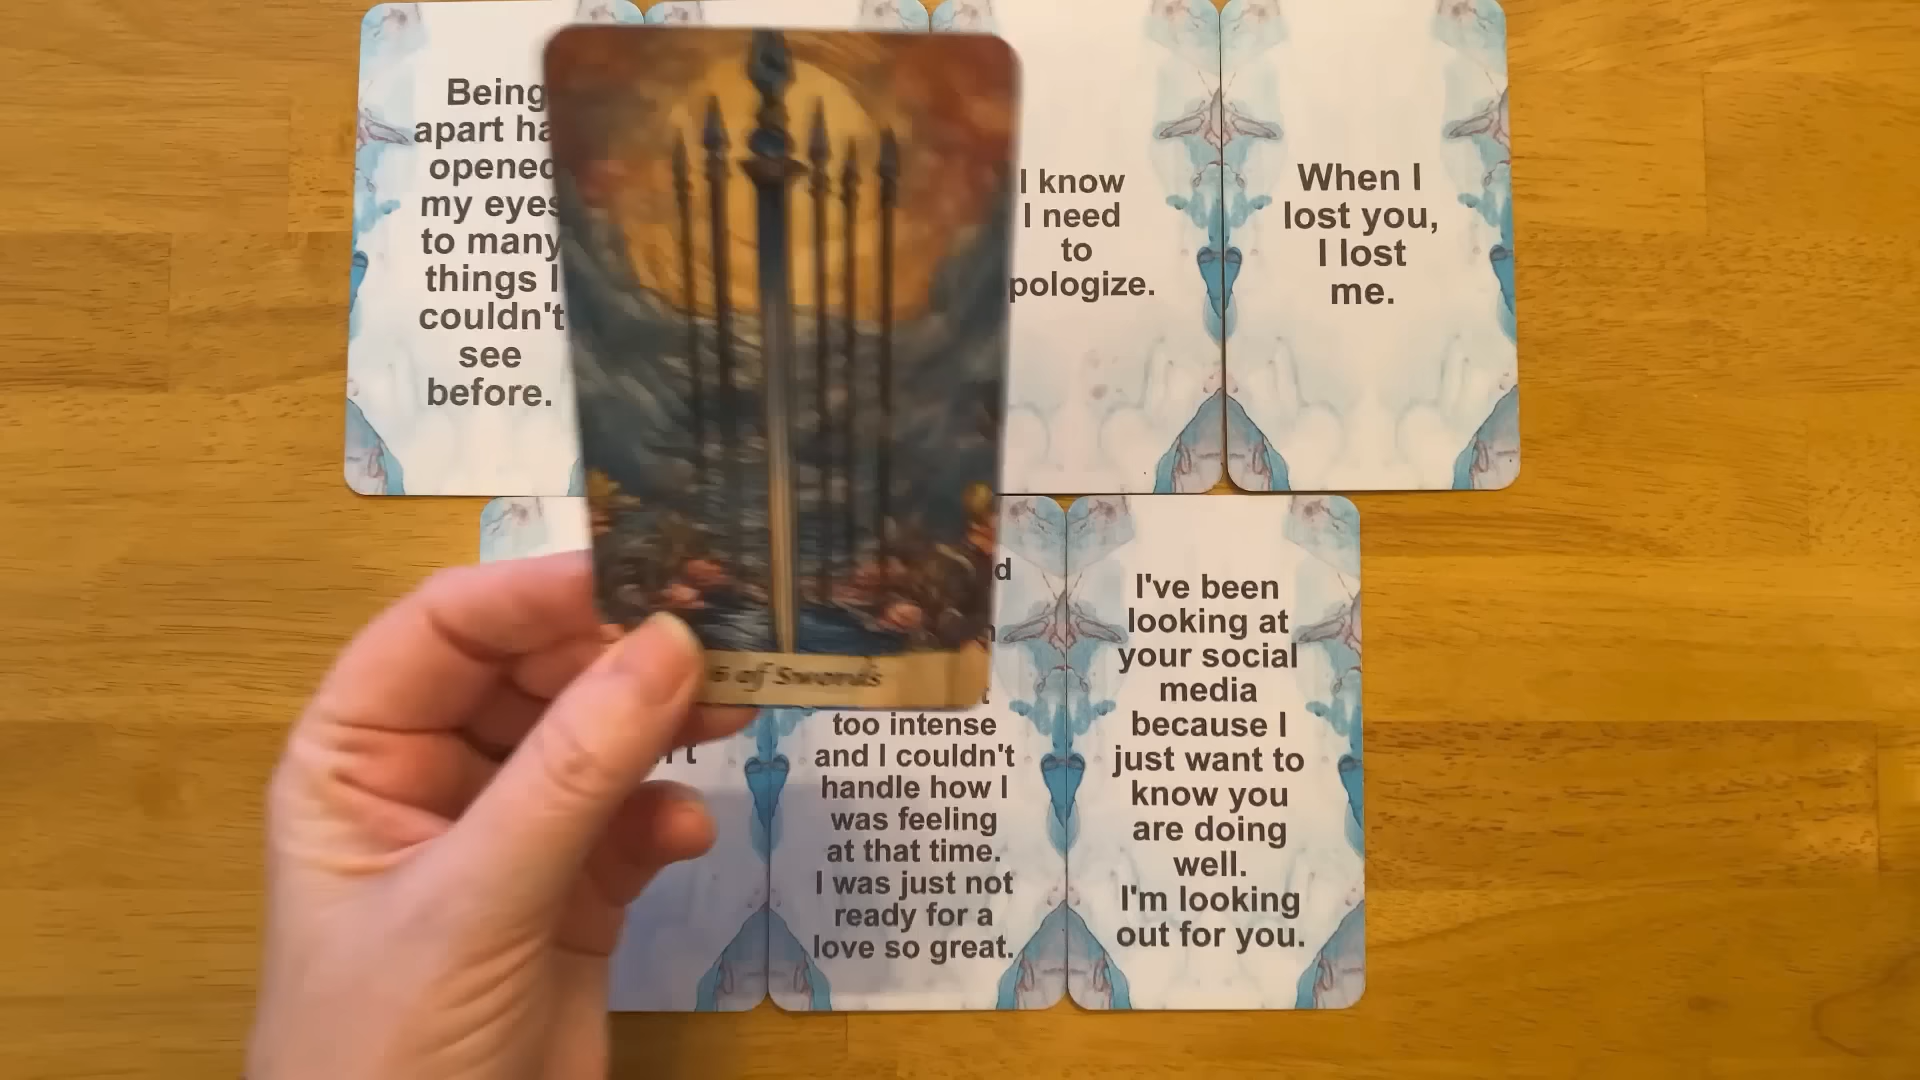 Being
apart ha
opened
my eyes
to many
things I
couldn't
see
before.
I know
I need
to
pologize.
When I
lost you,
I lost
me.
6 of Swords
d
n
t
too intense
and I couldn't
handle how I
was feeling
at that time.
I was just not
ready for a
love so great.
I've been
looking at
your social
media
because I
just want to
know you
are doing
well.
I'm looking
out for you.